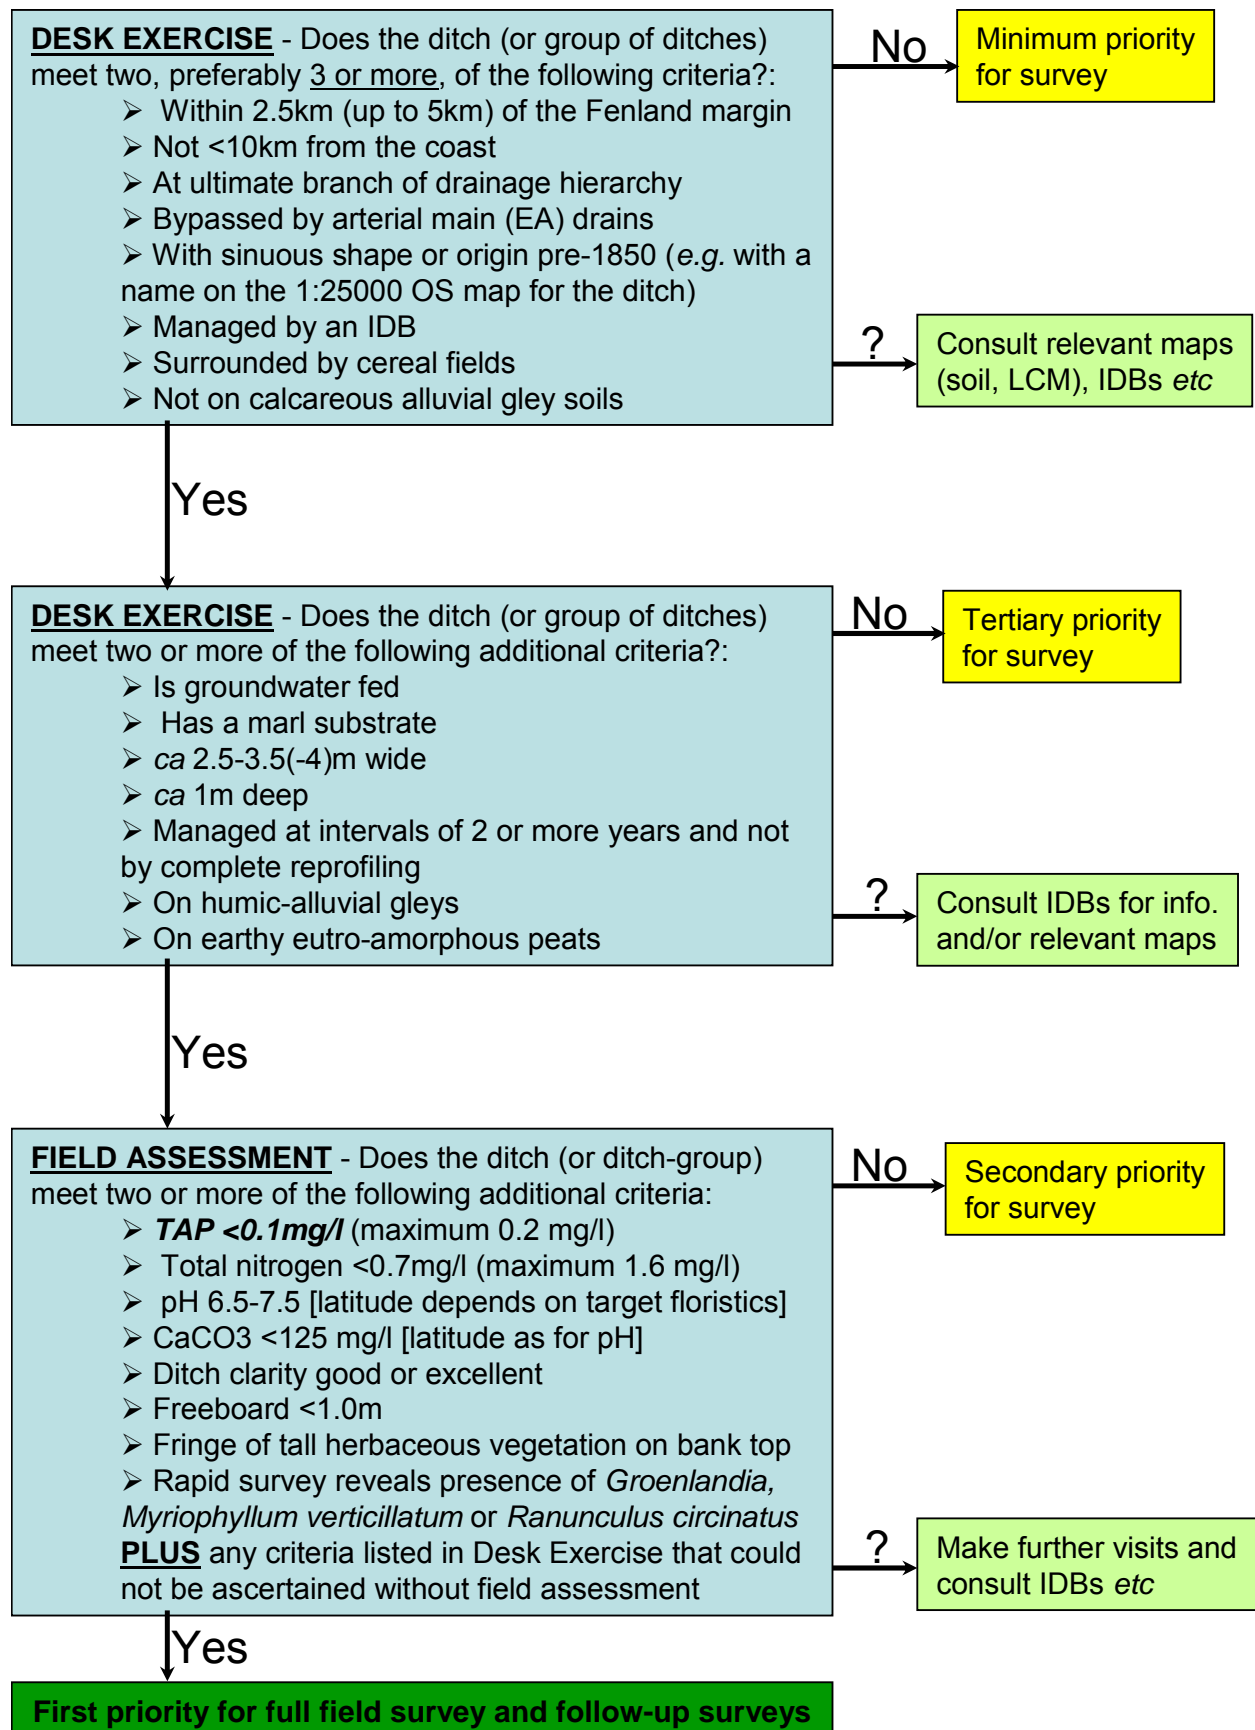 DESK EXERCISE - Does the ditch (or group of ditches)
meet two, preferably 3 or more, of the following criteria?:
➢ Within 2.5km (up to 5km) of the Fenland margin
➢ Not <10km from the coast
➢ At ultimate branch of drainage hierarchy
➢ Bypassed by arterial main (EA) drains
➢ With sinuous shape or origin pre-1850 (e.g. with a
name on the 1:25000 OS map for the ditch)
➢ Managed by an IDB
➢ Surrounded by cereal fields
➢ Not on calcareous alluvial gley soils
No
Minimum priority
for survey
?
Consult relevant maps
(soil, LCM), IDBs etc
Yes
DESK EXERCISE - Does the ditch (or group of ditches)
meet two or more of the following additional criteria?:
➢ Is groundwater fed
➢ Has a marl substrate
➢ ca 2.5-3.5(-4)m wide
➢ ca 1m deep
➢ Managed at intervals of 2 or more years and not
by complete reprofiling
➢ On humic-alluvial gleys
➢ On earthy eutro-amorphous peats
No
Tertiary priority
for survey
?
Consult IDBs for info.
and/or relevant maps
Yes
FIELD ASSESSMENT - Does the ditch (or ditch-group)
meet two or more of the following additional criteria:
➢ TAP <0.1mg/l (maximum 0.2 mg/l)
➢ Total nitrogen <0.7mg/l (maximum 1.6 mg/l)
➢ pH 6.5-7.5 [latitude depends on target floristics]
➢ CaCO3 <125 mg/l [latitude as for pH]
➢ Ditch clarity good or excellent
➢ Freeboard <1.0m
➢ Fringe of tall herbaceous vegetation on bank top
➢ Rapid survey reveals presence of Groenlandia,
Myriophyllum verticillatum or Ranunculus circinatus
PLUS any criteria listed in Desk Exercise that could
not be ascertained without field assessment
No
Secondary priority
for survey
?
Make further visits and
consult IDBs etc
Yes
First priority for full field survey and follow-up surveys